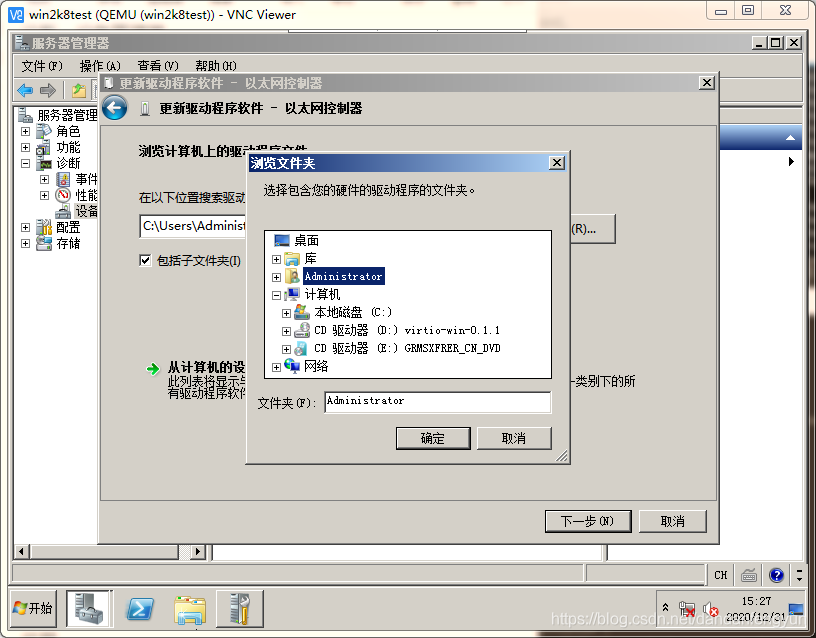 win2k8test (QEMU (win2k8test)) - VNC Viewer
服务器管理器
文件(F) 操作(A) 查看(V) 帮助(H)
更新驱动程序软件 - 以太网控制器
更新驱动程序软件 - 以太网控制器
服务器管理
角色
功能
诊断
事件
性能
设备
配置
存储
浏览计算机上的驱动程序文件
在以下位置搜索驱动
C:\Users\Administ
(R)...
包括子文件夹(I)
从计算机的设
此列表将显示与
类别下的所
有驱动程序软件
浏览文件夹
选择包含您的硬件的驱动程序的文件夹。
桌面
库
Administrator
计算机
本地磁盘 (C:)
CD 驱动器 (D:) virtio-win-0.1.1
CD 驱动器 (E:) GRMSXFRER_CN_DVD
网络
文件夹(F): Administrator
确定 取消
下一步(N) 取消
CH
开始
15:27
2020/12/21